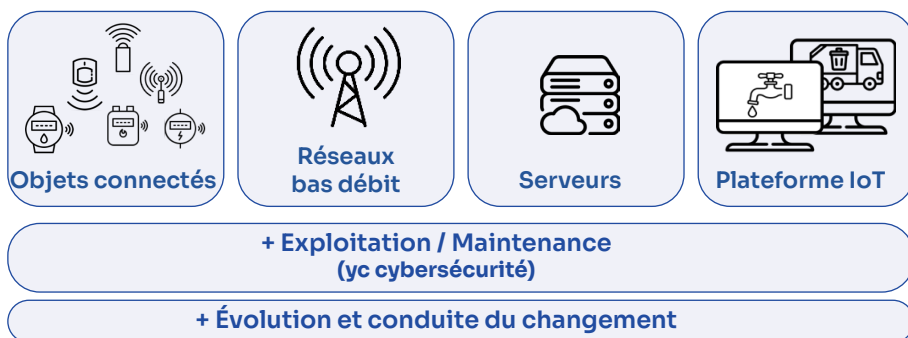 Objets connectés
Réseaux
bas débit
Serveurs
Plateforme IoT
+ Exploitation / Maintenance
(yc cybersécurité)
+ Évolution et conduite du changement